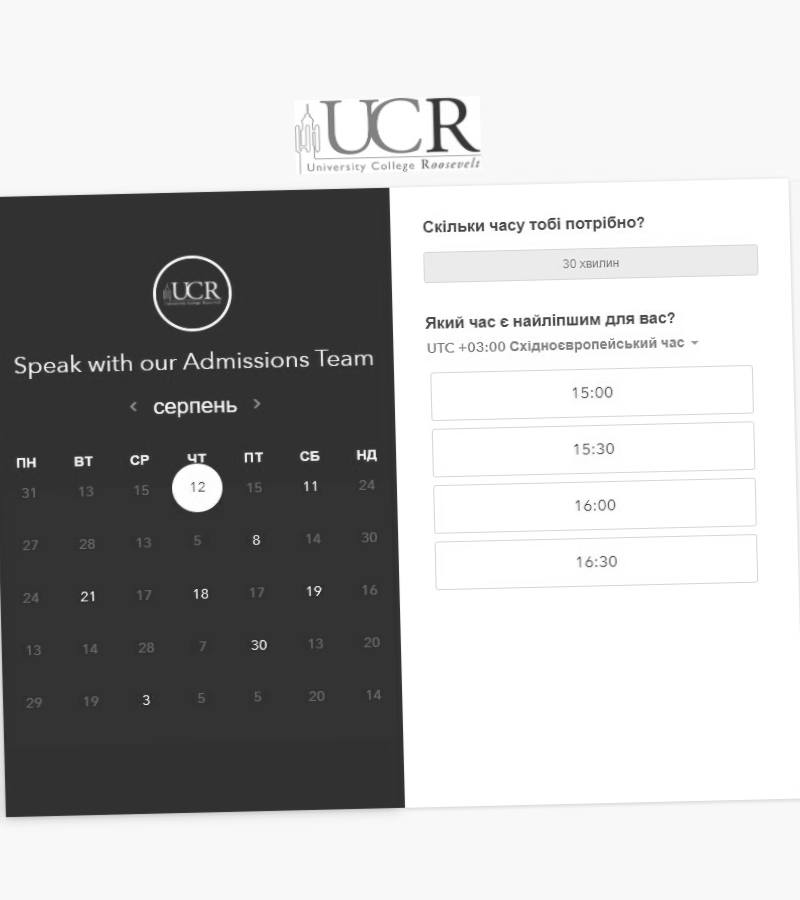 UCR
University College Roosevelt
UCR
Speak with our Admissions Team
серпень
ПН ВТ СР ЧТ ПТ СБ НД
31 13 15 12 15 11 24
27 28 13 5 8 14 30
24 21 17 18 17 19 16
13 14 28 7 30 13 20
29 19 3 5 5 20 14
Скільки часу тобі потрібно?
30 хвилин
Який час є найліпшим для вас?
UTC +03:00 Східноєвропейський час
15:00
15:30
16:00
16:30